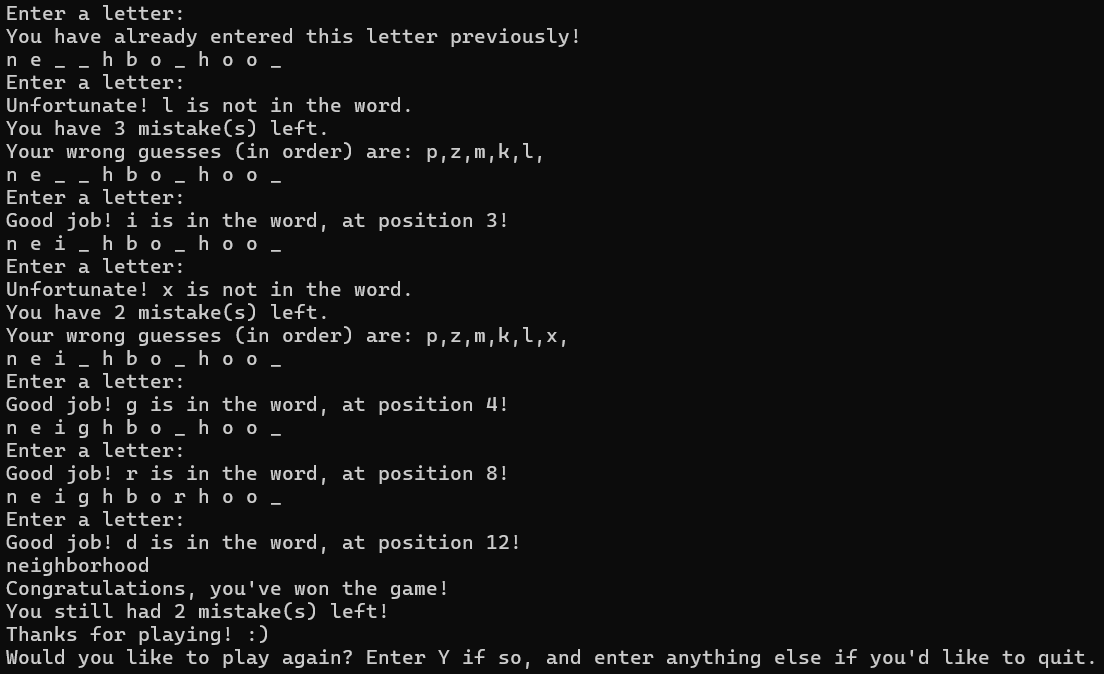 Enter a letter:
You have already entered this letter previously!
n e _ _ h b o _ h o o _
Enter a letter:
Unfortunate! l is not in the word.
You have 3 mistake(s) left.
Your wrong guesses (in order) are: p,z,m,k,l,
n e _ _ h b o _ h o o _
Enter a letter:
Good job! i is in the word, at position 3!
n e i _ h b o _ h o o _
Enter a letter:
Unfortunate! x is not in the word.
You have 2 mistake(s) left.
Your wrong guesses (in order) are: p,z,m,k,l,x,
n e i _ h b o _ h o o _
Enter a letter:
Good job! g is in the word, at position 4!
n e i g h b o _ h o o _
Enter a letter:
Good job! r is in the word, at position 8!
n e i g h b o r h o o _
Enter a letter:
Good job! d is in the word, at position 12!
neighborhood
Congratulations, you've won the game!
You still had 2 mistake(s) left!
Thanks for playing! :)
Would you like to play again? Enter Y if so, and enter anything else if you'd like to quit.